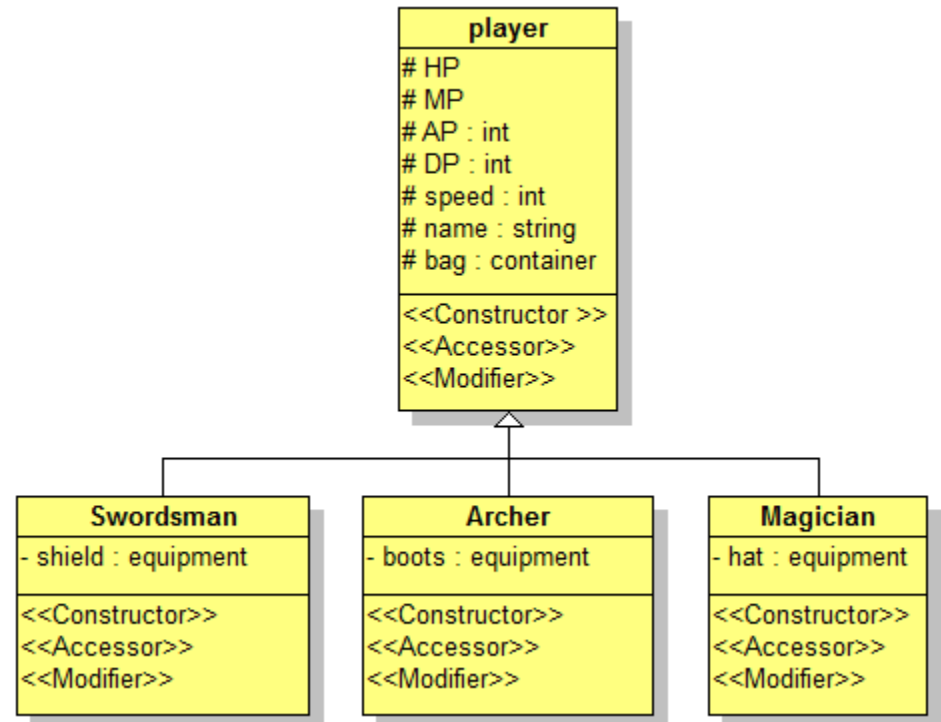 player
# HP
# MP
# AP : int
# DP : int
# speed : int
# name : string
# bag : container
<<Constructor >>
<<Accessor>>
<<Modifier>>
Swordsman
- shield : equipment
<<Constructor>>
<<Accessor>>
<<Modifier>>
Archer
- boots : equipment
<<Constructor>>
<<Accessor>>
<<Modifier>>
Magician
- hat : equipment
<<Constructor>>
<<Accessor>>
<<Modifier>>